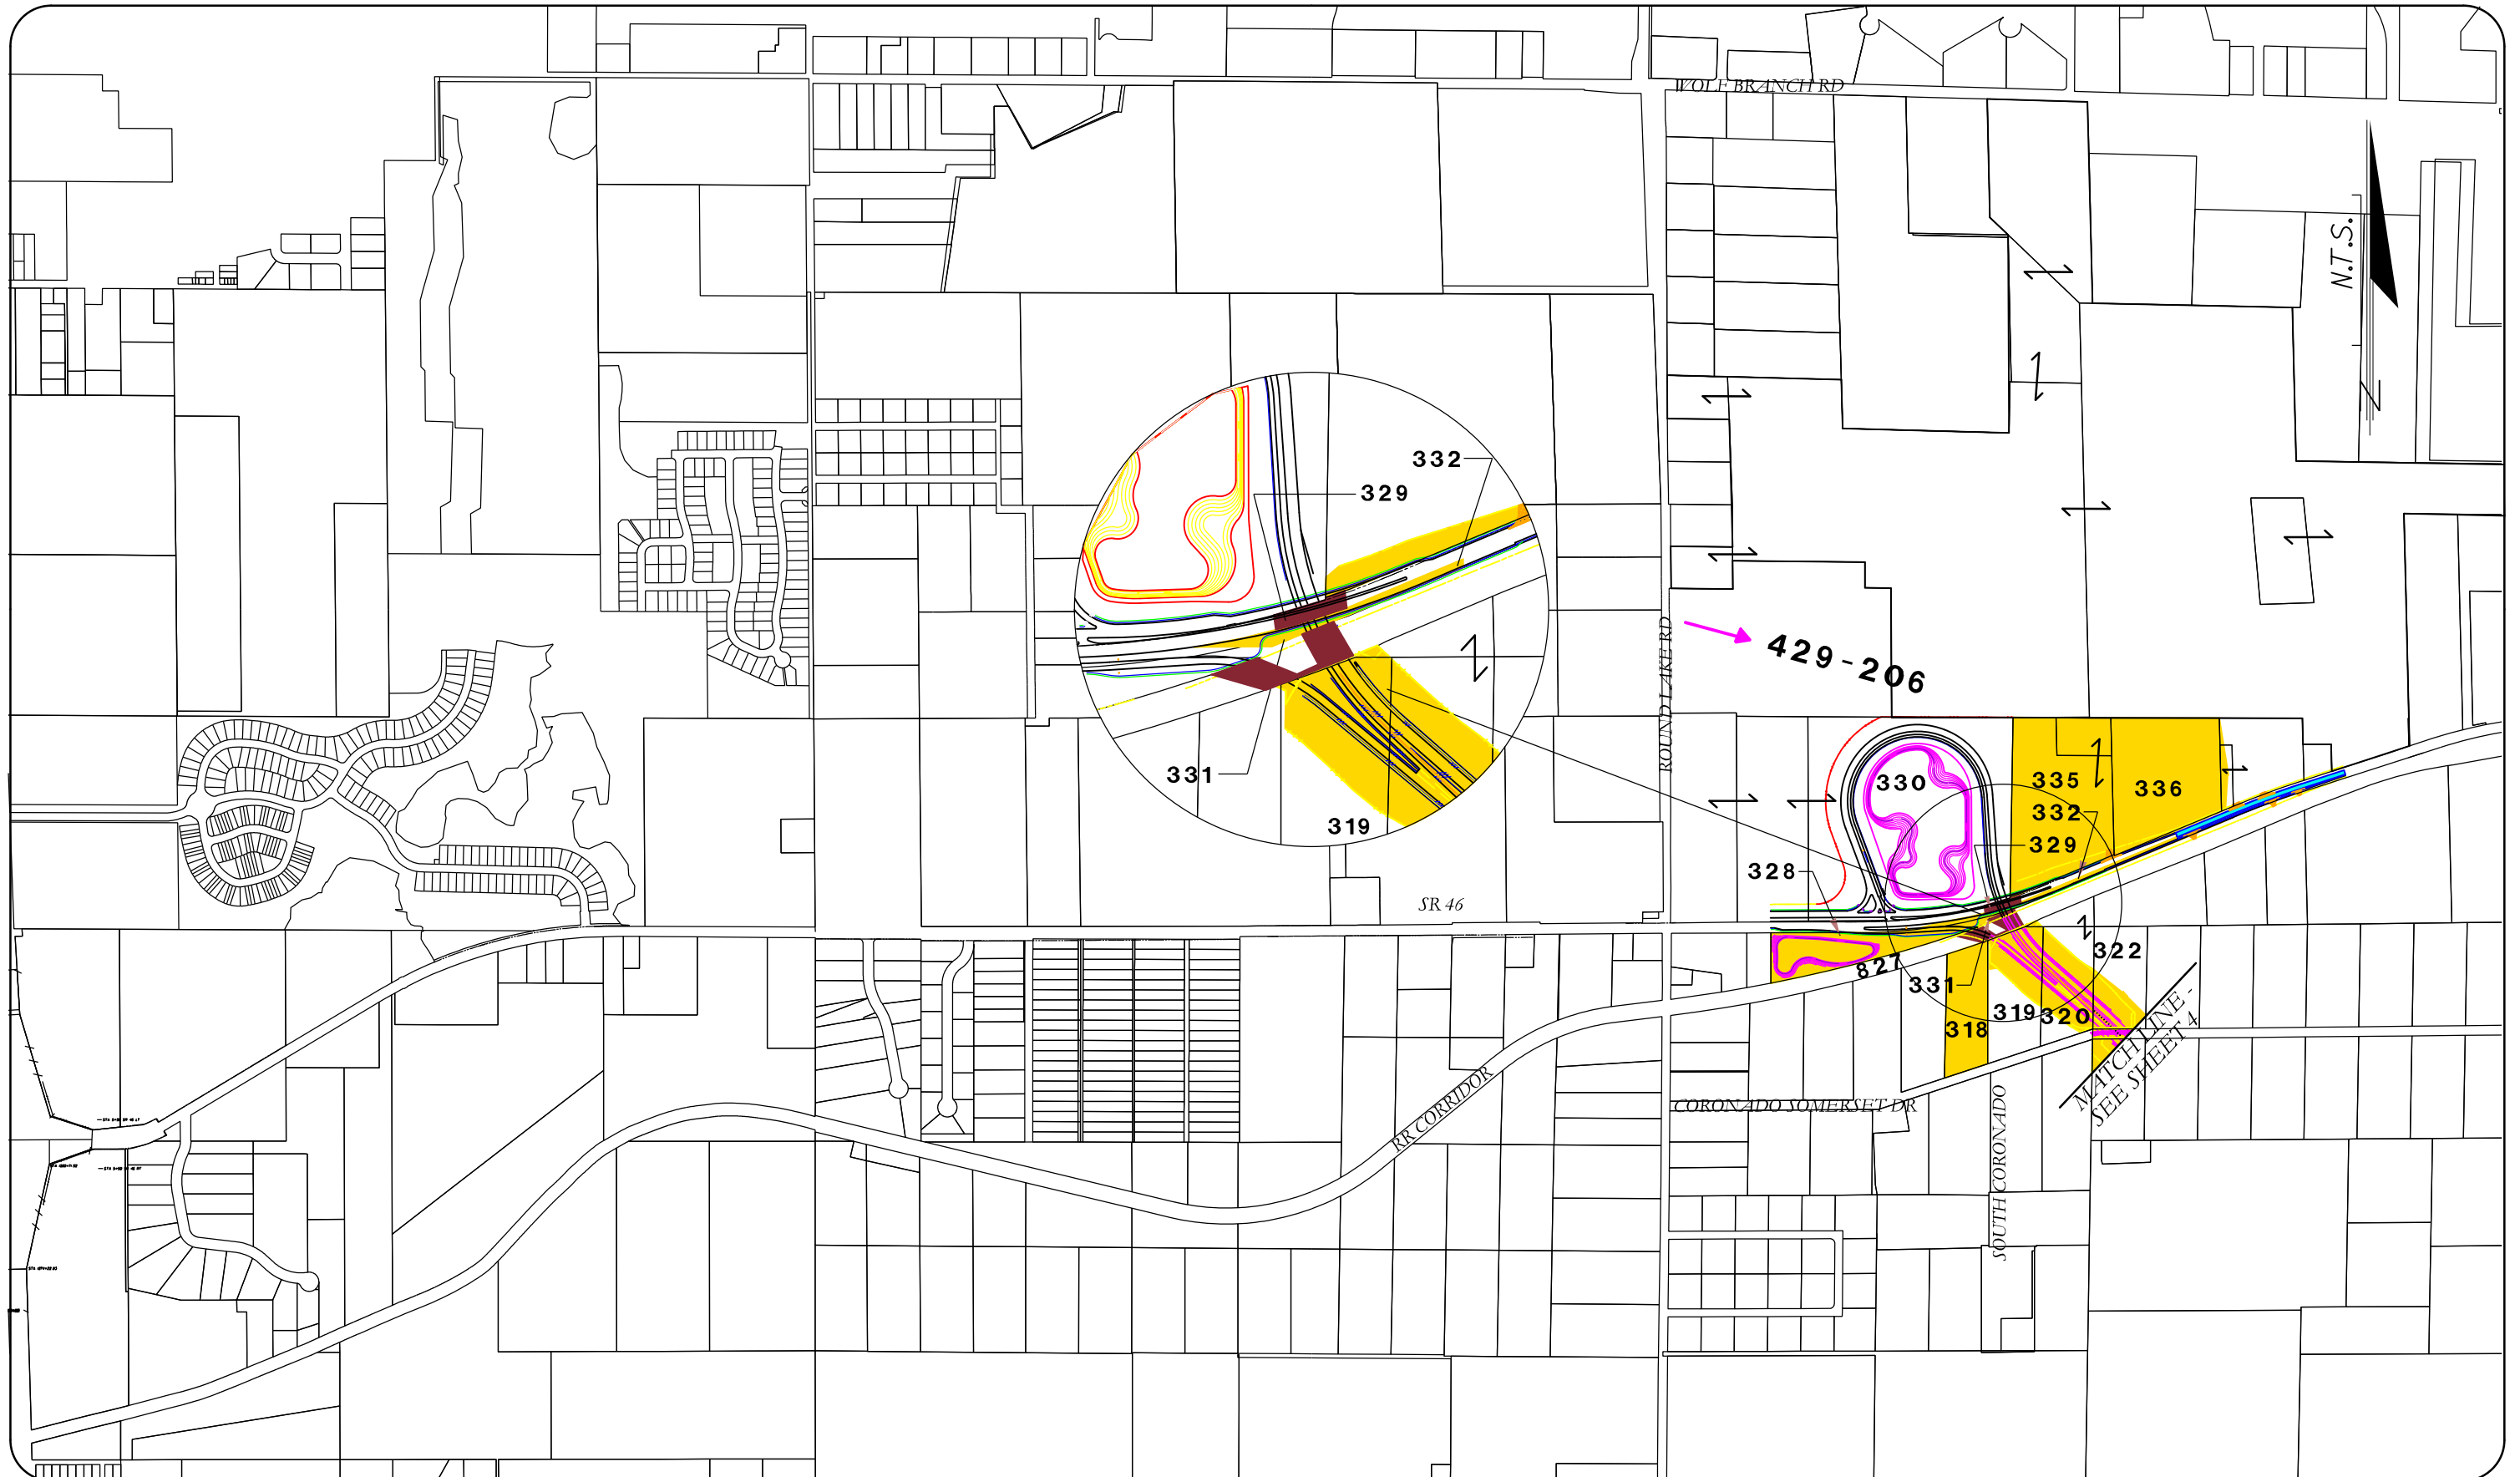 WOLF BRANCH RD
N.T.S.
332
329
ROUND LAKE RD
429-206
331
319
330
335
336
332
329
328
SR 46
827
322
331
319
320
318
MATCH LINE -
SEE SHEET 4
RR CORRIDOR
CORONADO SOMERSET DR
SOUTH CORONADO